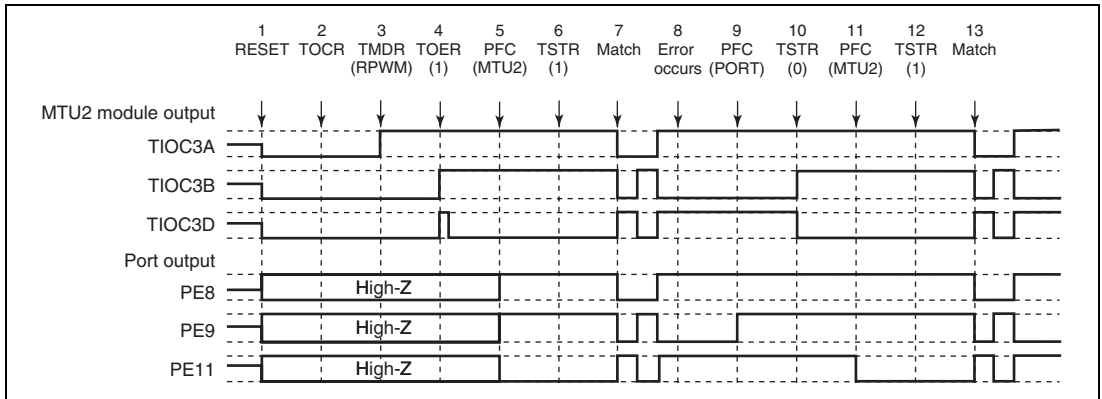 1 2 3 4 5 6 7 8 9 10 11 12 13
RESET TOCR TMDR TOER PFC TSTR Match Error PFC TSTR PFC TSTR Match
(RPWM) (1) (MTU2) (1) occurs (PORT) (0) (MTU2) (1)
MTU2 module output
TIOC3A
TIOC3B
TIOC3D
Port output
PE8 High-Z
PE9 High-Z
PE11 High-Z